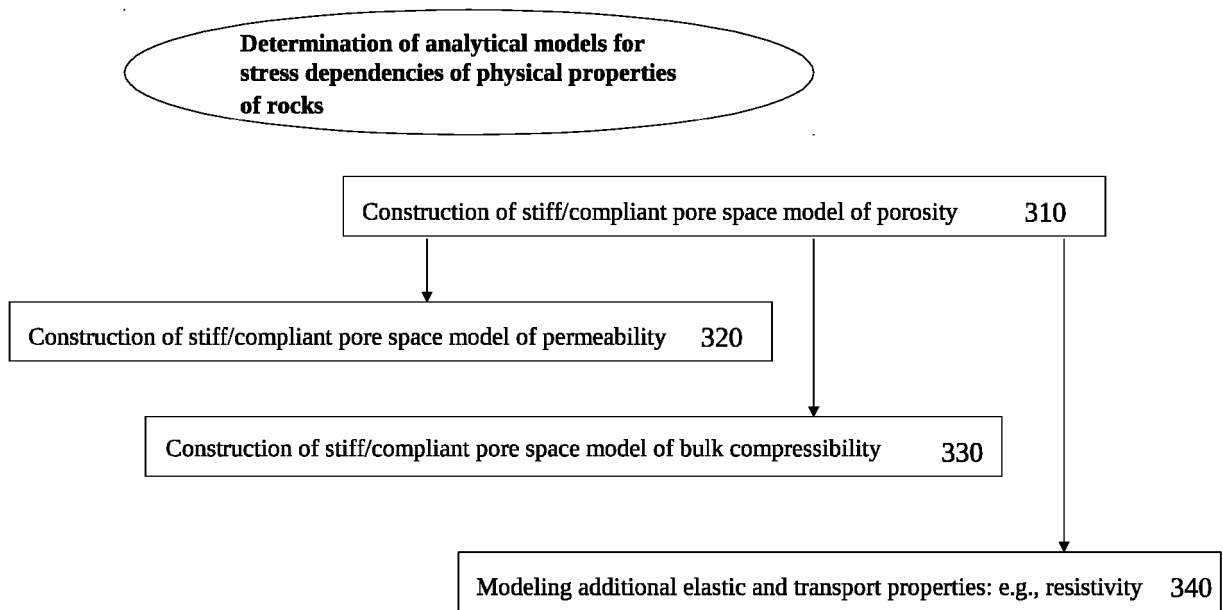 Determination of analytical models for
stress dependencies of physical properties
of rocks
Construction of stiff/compliant pore space model of porosity 310
Construction of stiff/compliant pore space model of permeability 320
Construction of stiff/compliant pore space model of bulk compressibility 330
Modeling additional elastic and transport properties: e.g., resistivity 340